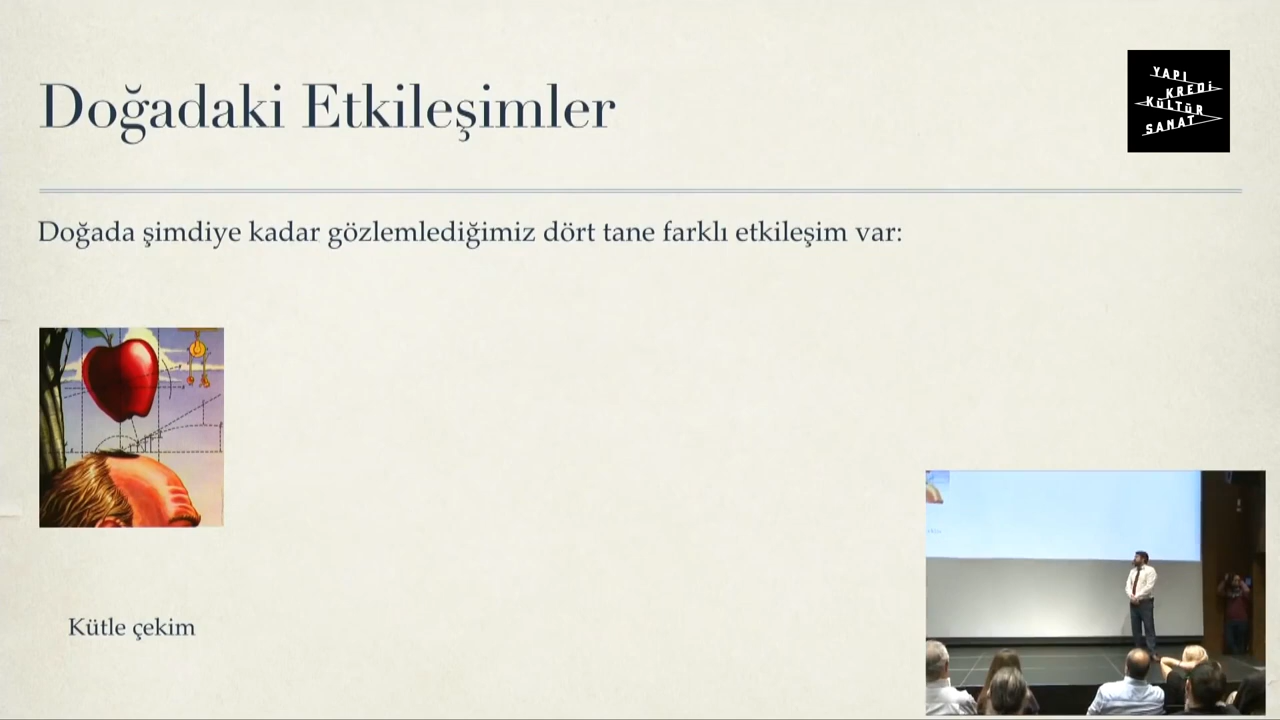 Doğadaki Etkileşimler
YAPI
KREDİ
KÜLTÜR
SANAT
Doğada şimdiye kadar gözlemlediğimiz dört tane farklı etkileşim var:
Kütle çekim